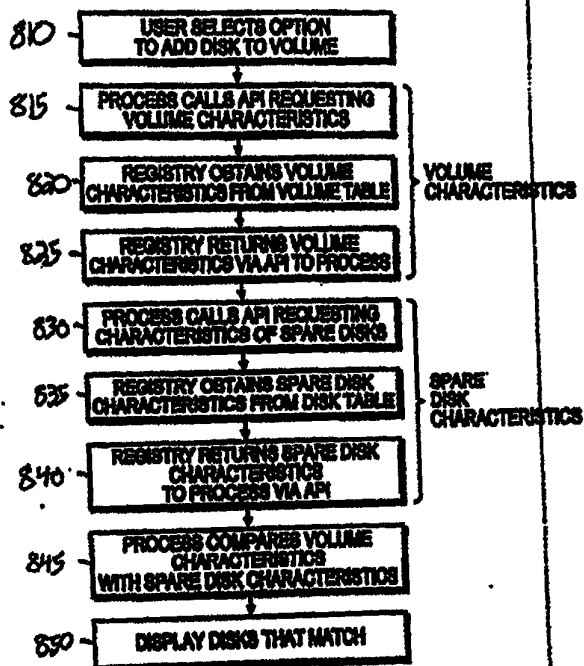 810
USER SELECTS OPTION
TO ADD DISK TO VOLUME
815
PROCESS CALLS API REQUESTING
VOLUME CHARACTERISTICS
820
REGISTRY OBTAINS VOLUME
CHARACTERISTICS FROM VOLUME TABLE
VOLUME
CHARACTERISTICS
825
REGISTRY RETURNS VOLUME
CHARACTERISTICS VIA API TO PROCESS
830
PROCESS CALLS API REQUESTING
CHARACTERISTICS OF SPARE DISKS
835
REGISTRY OBTAINS SPARE DISK
CHARACTERISTICS FROM DISK TABLE
SPARE
DISK
CHARACTERISTICS
840
REGISTRY RETURNS SPARE DISK
CHARACTERISTICS
TO PROCESS VIA API
845
PROCESS COMPARES VOLUME
CHARACTERISTICS
WITH SPARE DISK CHARACTERISTICS
850
DISPLAY DISKS THAT MATCH